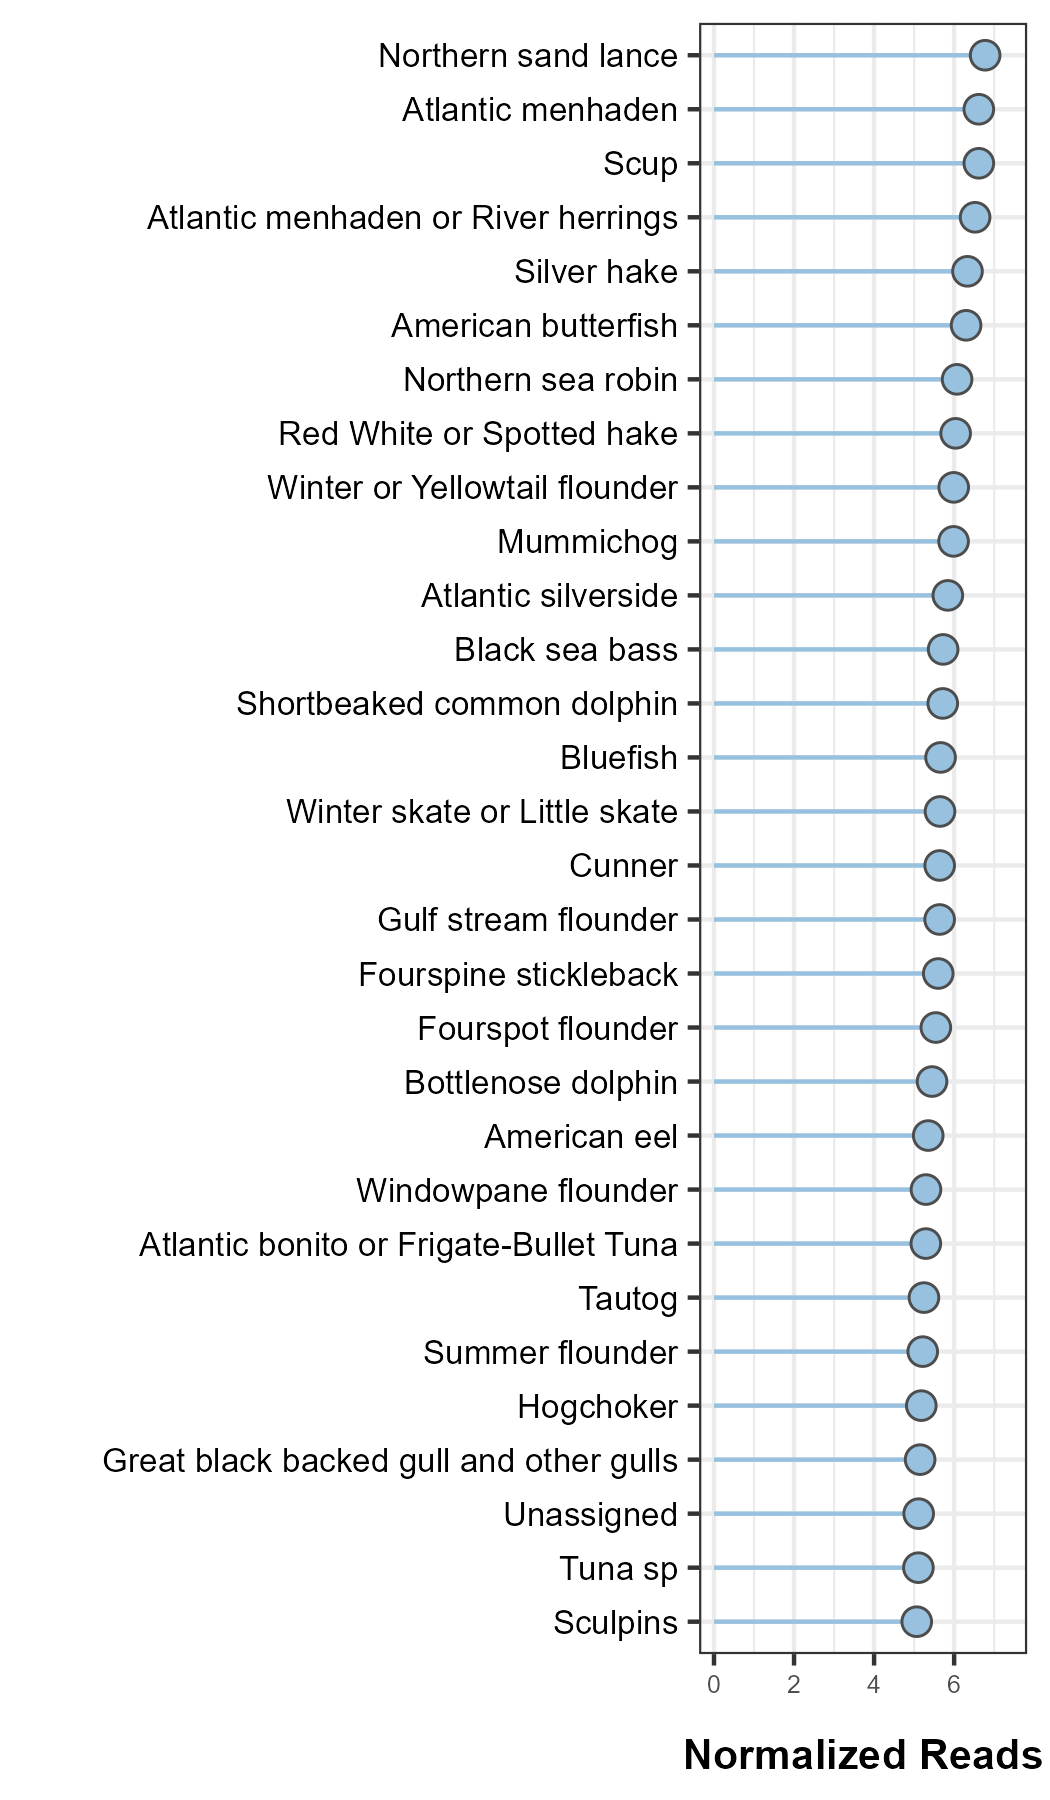 Northern sand lance
Atlantic menhaden
Scup
Atlantic menhaden or River herrings
Silver hake
American butterfish
Northern sea robin
Red White or Spotted hake
Winter or Yellowtail flounder
Mummichog
Atlantic silverside
Black sea bass
Shortbeaked common dolphin
Bluefish
Winter skate or Little skate
Cunner
Gulf stream flounder
Fourspine stickleback
Fourspot flounder
Bottlenose dolphin
American eel
Windowpane flounder
Atlantic bonito or Frigate-Bullet Tuna
Tautog
Summer flounder
Hogchoker
Great black backed gull and other gulls
Unassigned
Tuna sp
Sculpins
0 2 4 6
Normalized Reads